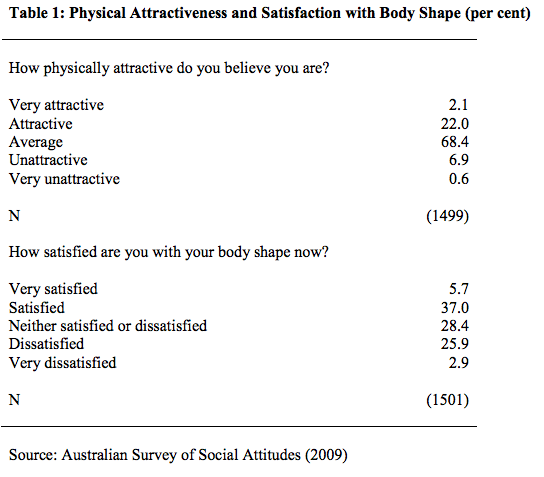 Table 1: Physical Attractiveness and Satisfaction with Body Shape (per cent)
How physically attractive do you believe you are?
Very attractive 2.1
Attractive 22.0
Average 68.4
Unattractive 6.9
Very unattractive 0.6
N (1499)
How satisfied are you with your body shape now?
Very satisfied 5.7
Satisfied 37.0
Neither satisfied or dissatisfied 28.4
Dissatisfied 25.9
Very dissatisfied 2.9
N (1501)
Source: Australian Survey of Social Attitudes (2009)